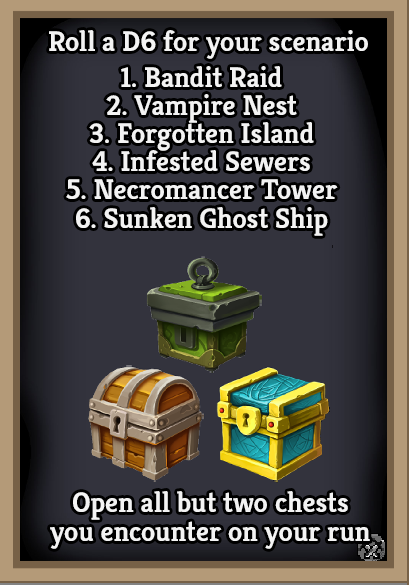 Roll a D6 for your scenario
1. Bandit Raid
2. Vampire Nest
3. Forgotten Island
4. Infested Sewers
5. Necromancer Tower
6. Sunken Ghost Ship
Open all but two chests
you encounter on your run